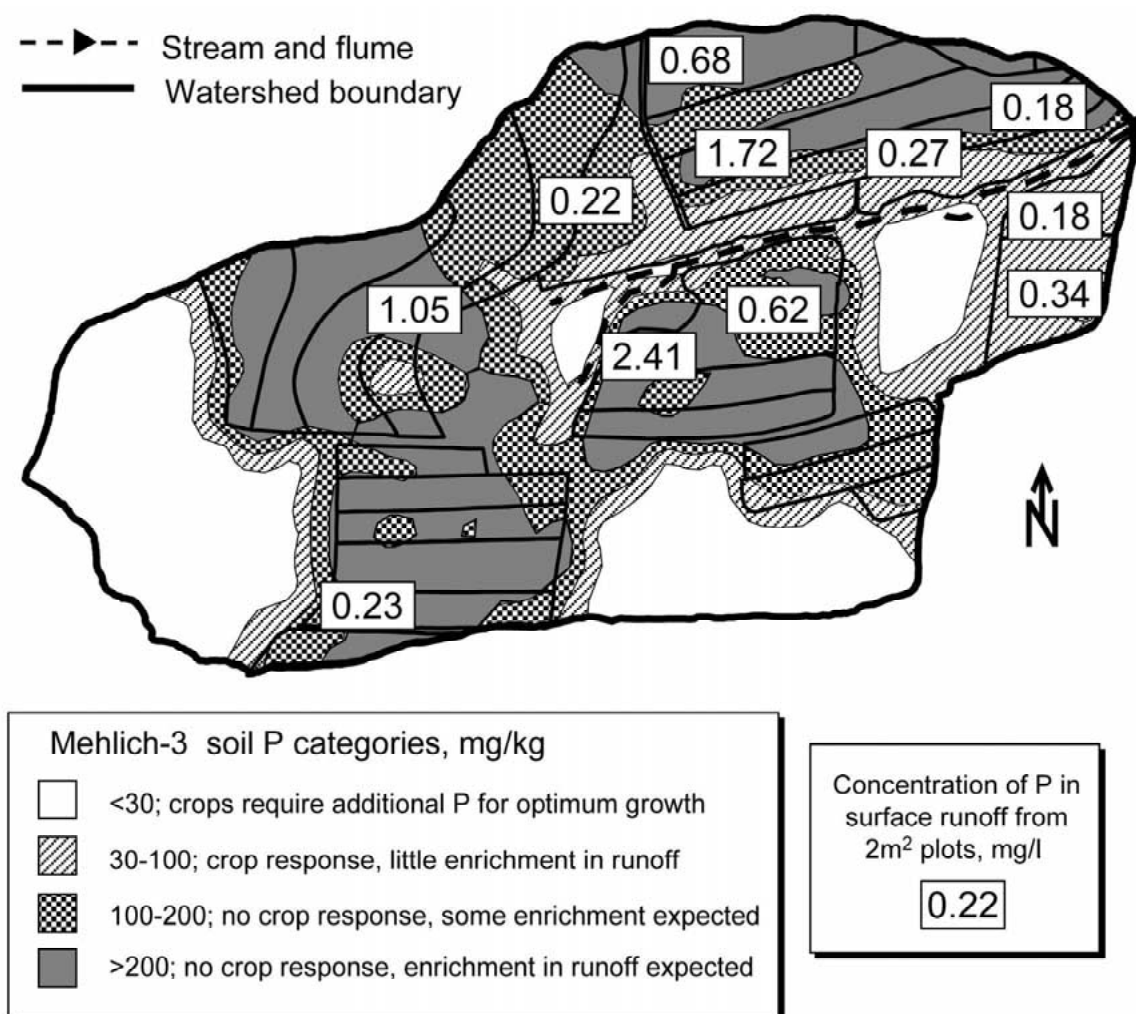 Stream and flume
Watershed boundary
0.68
0.18
1.72
0.27
0.22
0.18
0.34
1.05
0.62
2.41
0.23
N
Mehlich-3 soil P categories, mg/kg
<30; crops require additional P for optimum growth
30-100; crop response, little enrichment in runoff
100-200; no crop response, some enrichment expected
>200; no crop response, enrichment in runoff expected
Concentration of P in
surface runoff from
2m² plots, mg/l
0.22